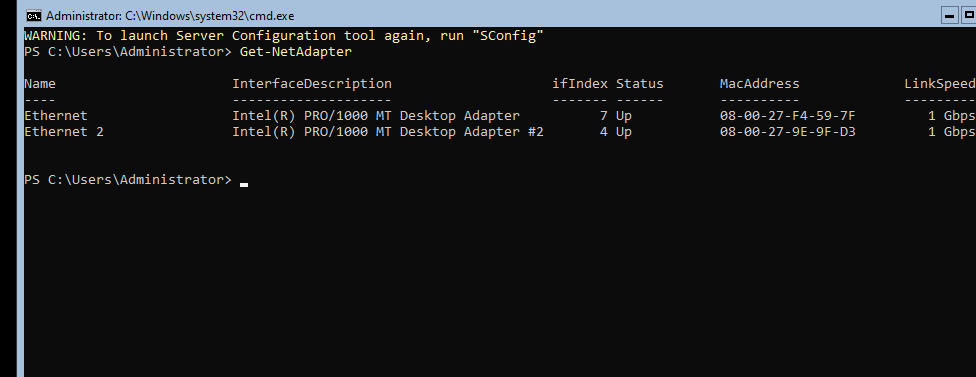 Administrator: C:\Windows\system32\cmd.exe
WARNING: To launch Server Configuration tool again, run "SConfig"
PS C:\Users\Administrator> Get-NetAdapter
Name InterfaceDescription ifIndex Status MacAddress LinkSpeed
---- -------------------- ------- ------ ---------- ---------
Ethernet Intel(R) PRO/1000 MT Desktop Adapter 7 Up 08-00-27-F4-59-7F 1 Gbps
Ethernet 2 Intel(R) PRO/1000 MT Desktop Adapter #2 4 Up 08-00-27-9E-9F-D3 1 Gbps
PS C:\Users\Administrator>